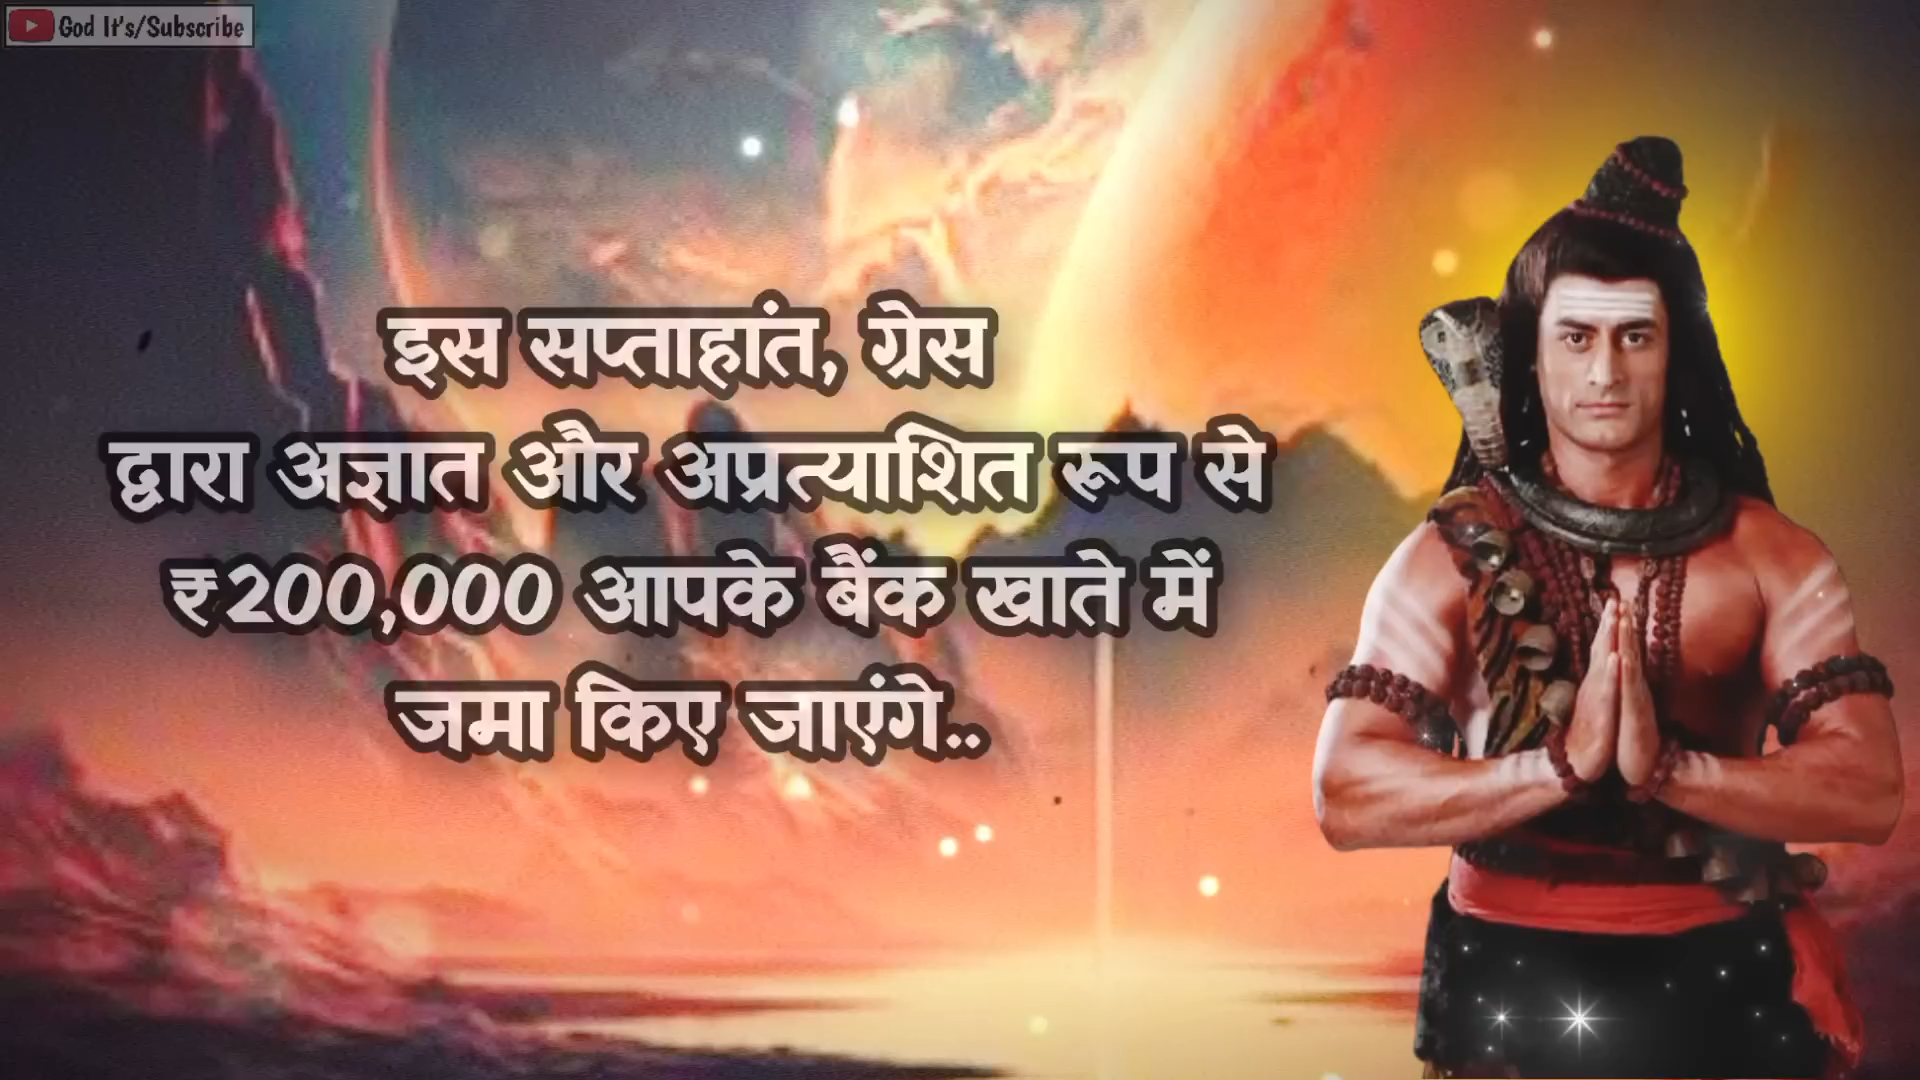 God It's/Subscribe
इस सप्ताहांत, ग्रेस
द्वारा अज्ञात और अप्रत्याशित रूप से
₹200,000 आपके बैंक खाते में
जमा किए जाएंगे..